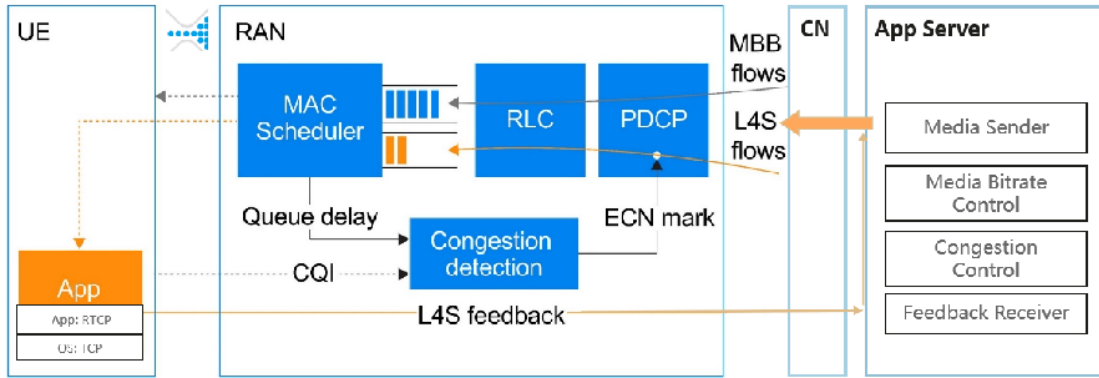 UE
RAN
CN
App Server
MBB
flows
L4S
flows
MAC
Scheduler
RLC
PDCP
Media Sender
Media Bitrate
Control
Congestion
Control
Feedback Receiver
Queue delay
ECN mark
Congestion
detection
CQI
App
App: RTCP
OS: TCP
L4S feedback